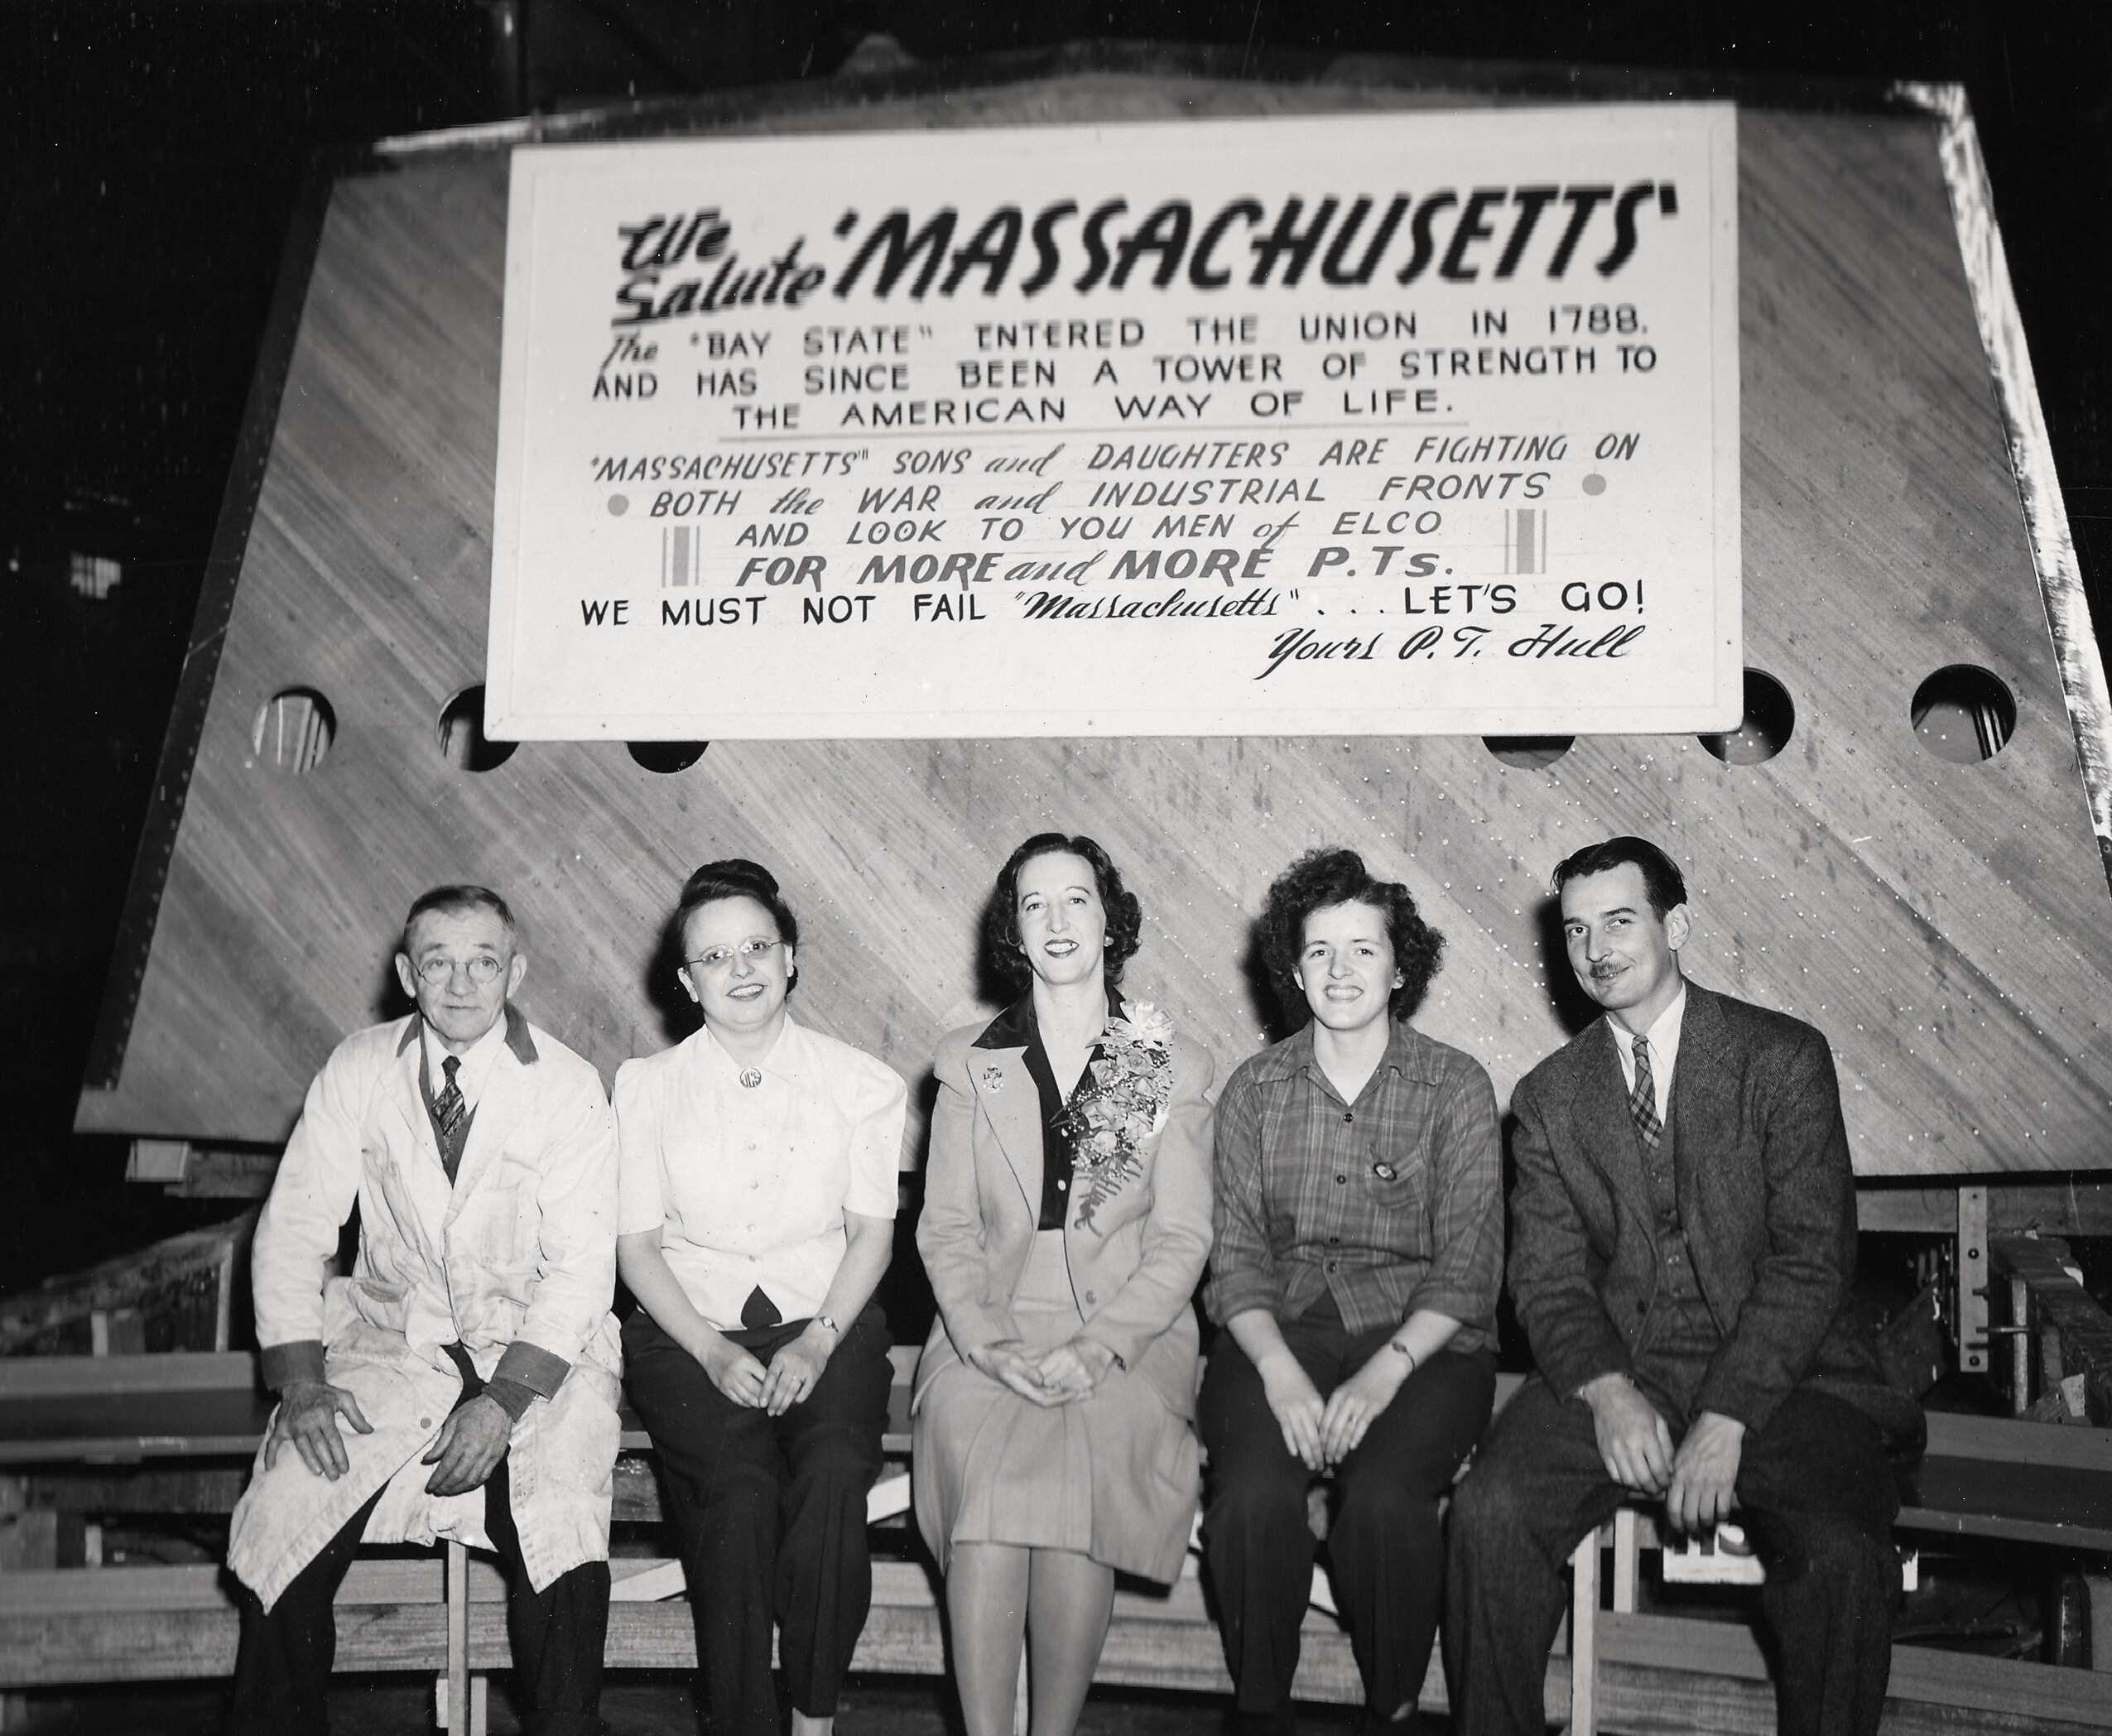 We Salute 'MASSACHUSETTS'
The "BAY STATE" ENTERED THE UNION IN 1788.
AND HAS SINCE BEEN A TOWER OF STRENGTH TO
THE AMERICAN WAY OF LIFE.
"MASSACHUSETTS" SONS and DAUGHTERS ARE FIGHTING ON
BOTH the WAR and INDUSTRIAL FRONTS
AND LOOK TO YOU MEN of ELCO
FOR MORE and MORE P.Ts.
WE MUST NOT FAIL "Massachusetts" . . . LET'S GO!
Yours P.T. Hull